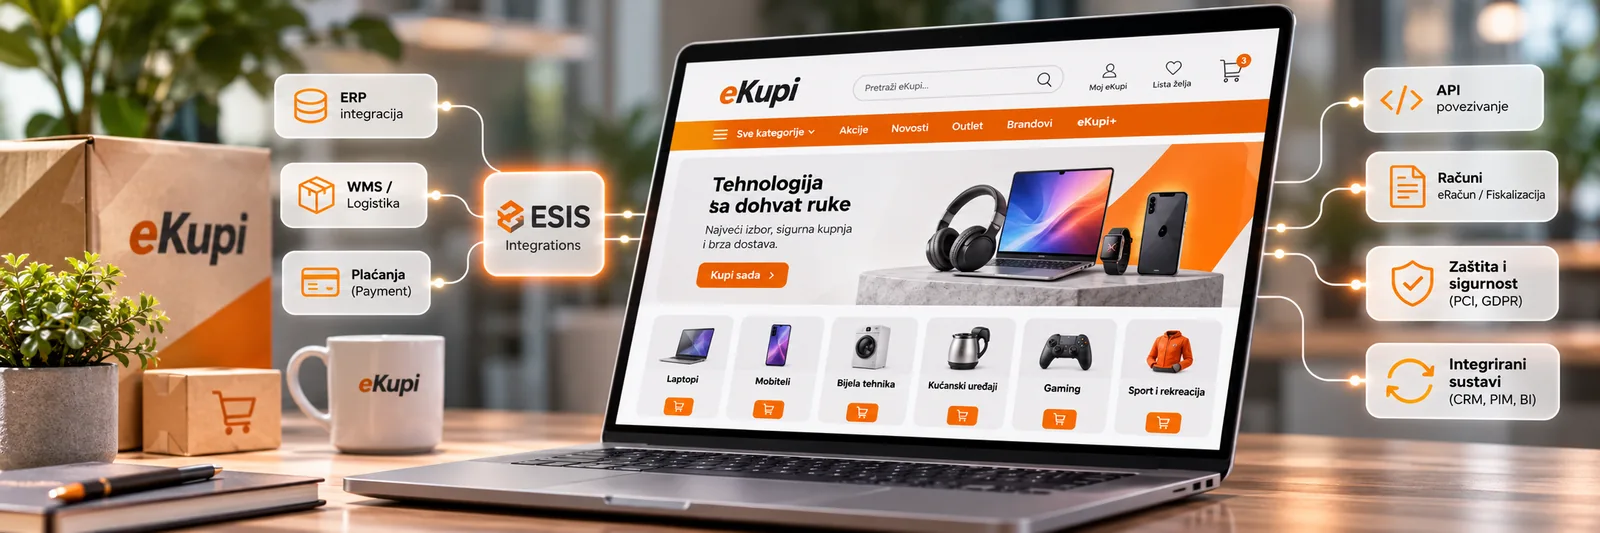 ERP
integracija
WMS /
Logistika
Plaćanja
(Payment)
ESIS
Integrations
eKupi
eKupi
eKupi
Pretraži eKupi...
Moj eKupi
Lista želja
3
Sve kategorije
Akcije
Novosti
Outlet
Brandovi
eKupi+
Tehnologija
sa dohvat ruke
Najveći izbor, sigurna kupnja
i brza dostava.
Kupi sada
Laptopi
Mobiteli
Bijela tehnika
Kućanski uređaji
Gaming
Sport i rekreacija
API
povezivanje
Računi
eRačun / Fiskalizacija
Zaštita i
sigurnost
(PCI, GDPR)
Integrirani
sustavi
(CRM, PIM, BI)